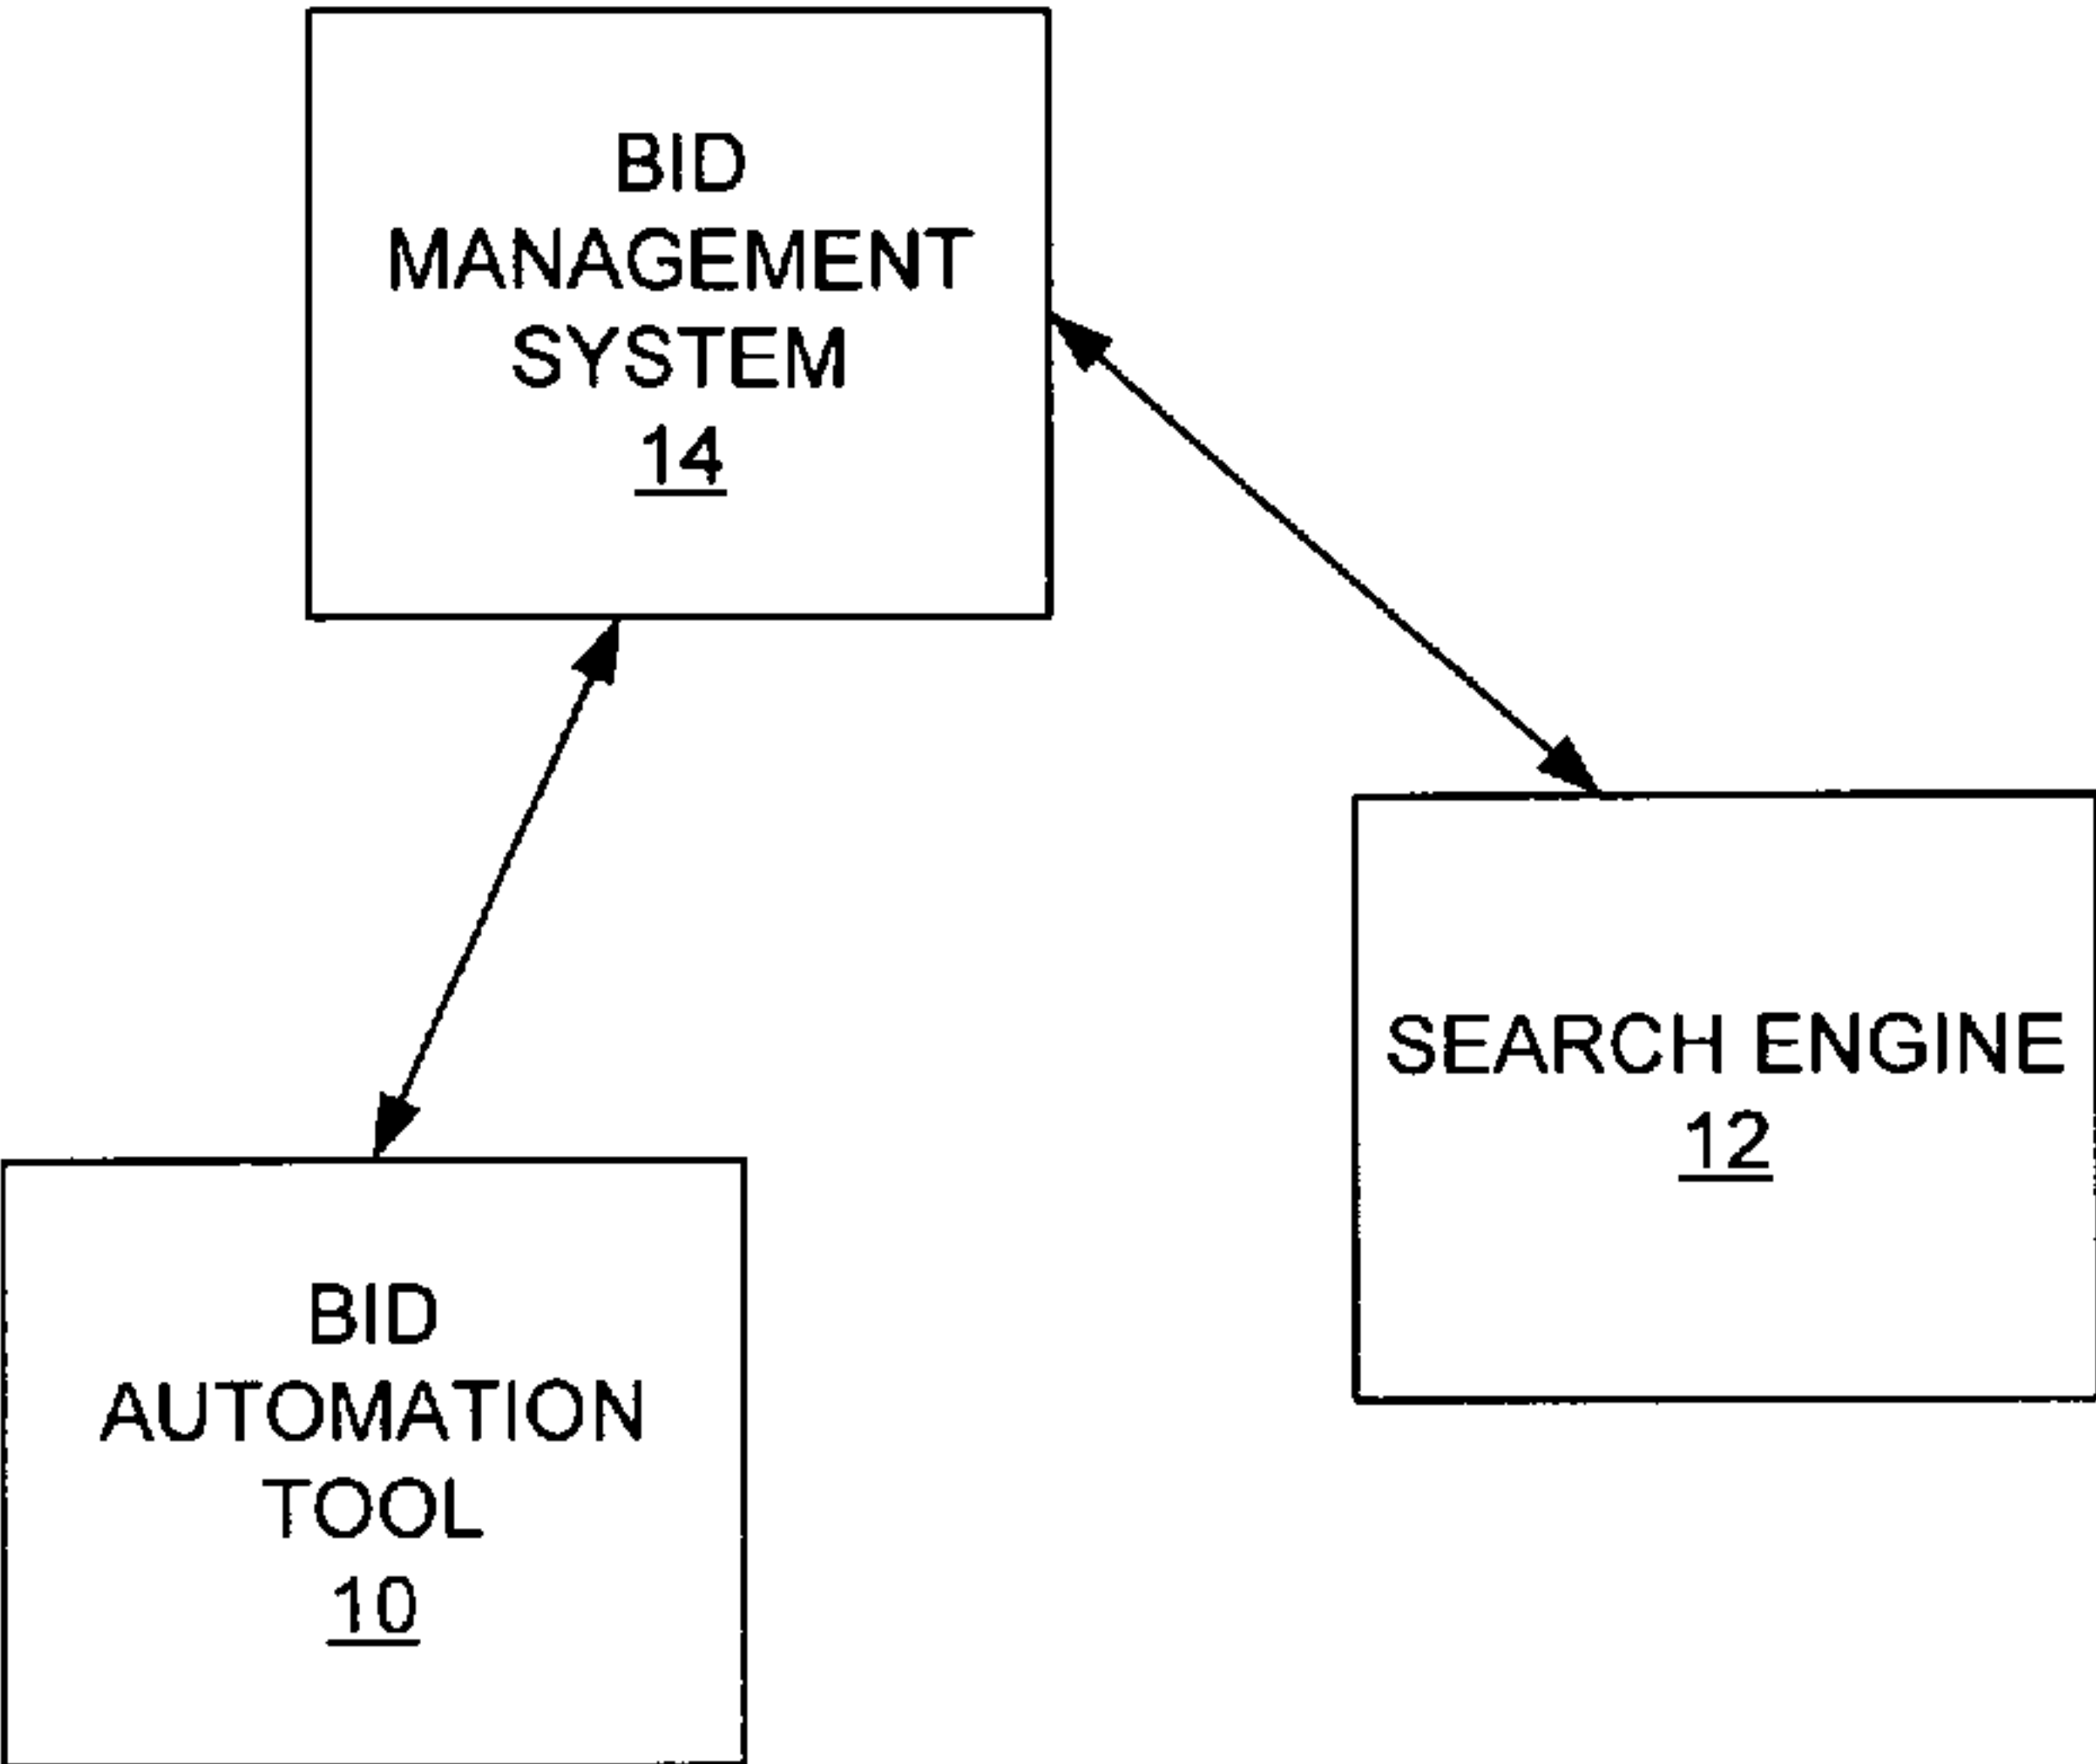 BID
MANAGEMENT
SYSTEM
14
SEARCH ENGINE
12
BID
AUTOMATION
TOOL
10